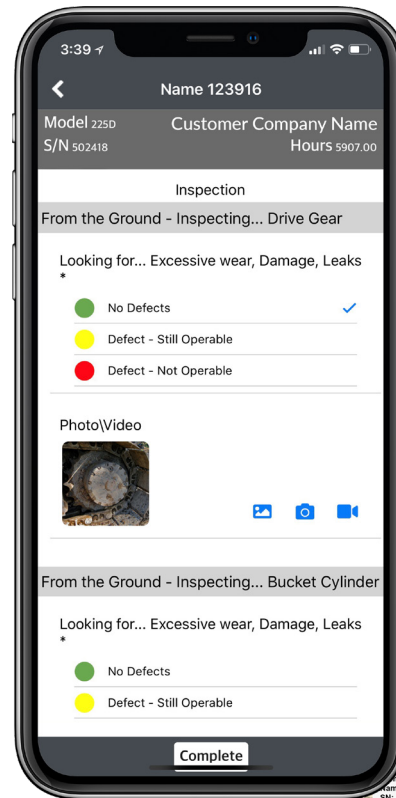 3:39
Name 123916
Model 225D Customer Company Name
S/N 502418 Hours 5907.00
Inspection
From the Ground - Inspecting... Drive Gear
Looking for... Excessive wear, Damage, Leaks
*
No Defects
Defect - Still Operable
Defect - Not Operable
Photo\Video
From the Ground - Inspecting... Bucket Cylinder
Looking for... Excessive wear, Damage, Leaks
*
No Defects
Defect - Still Operable
Complete
Nam
SN: